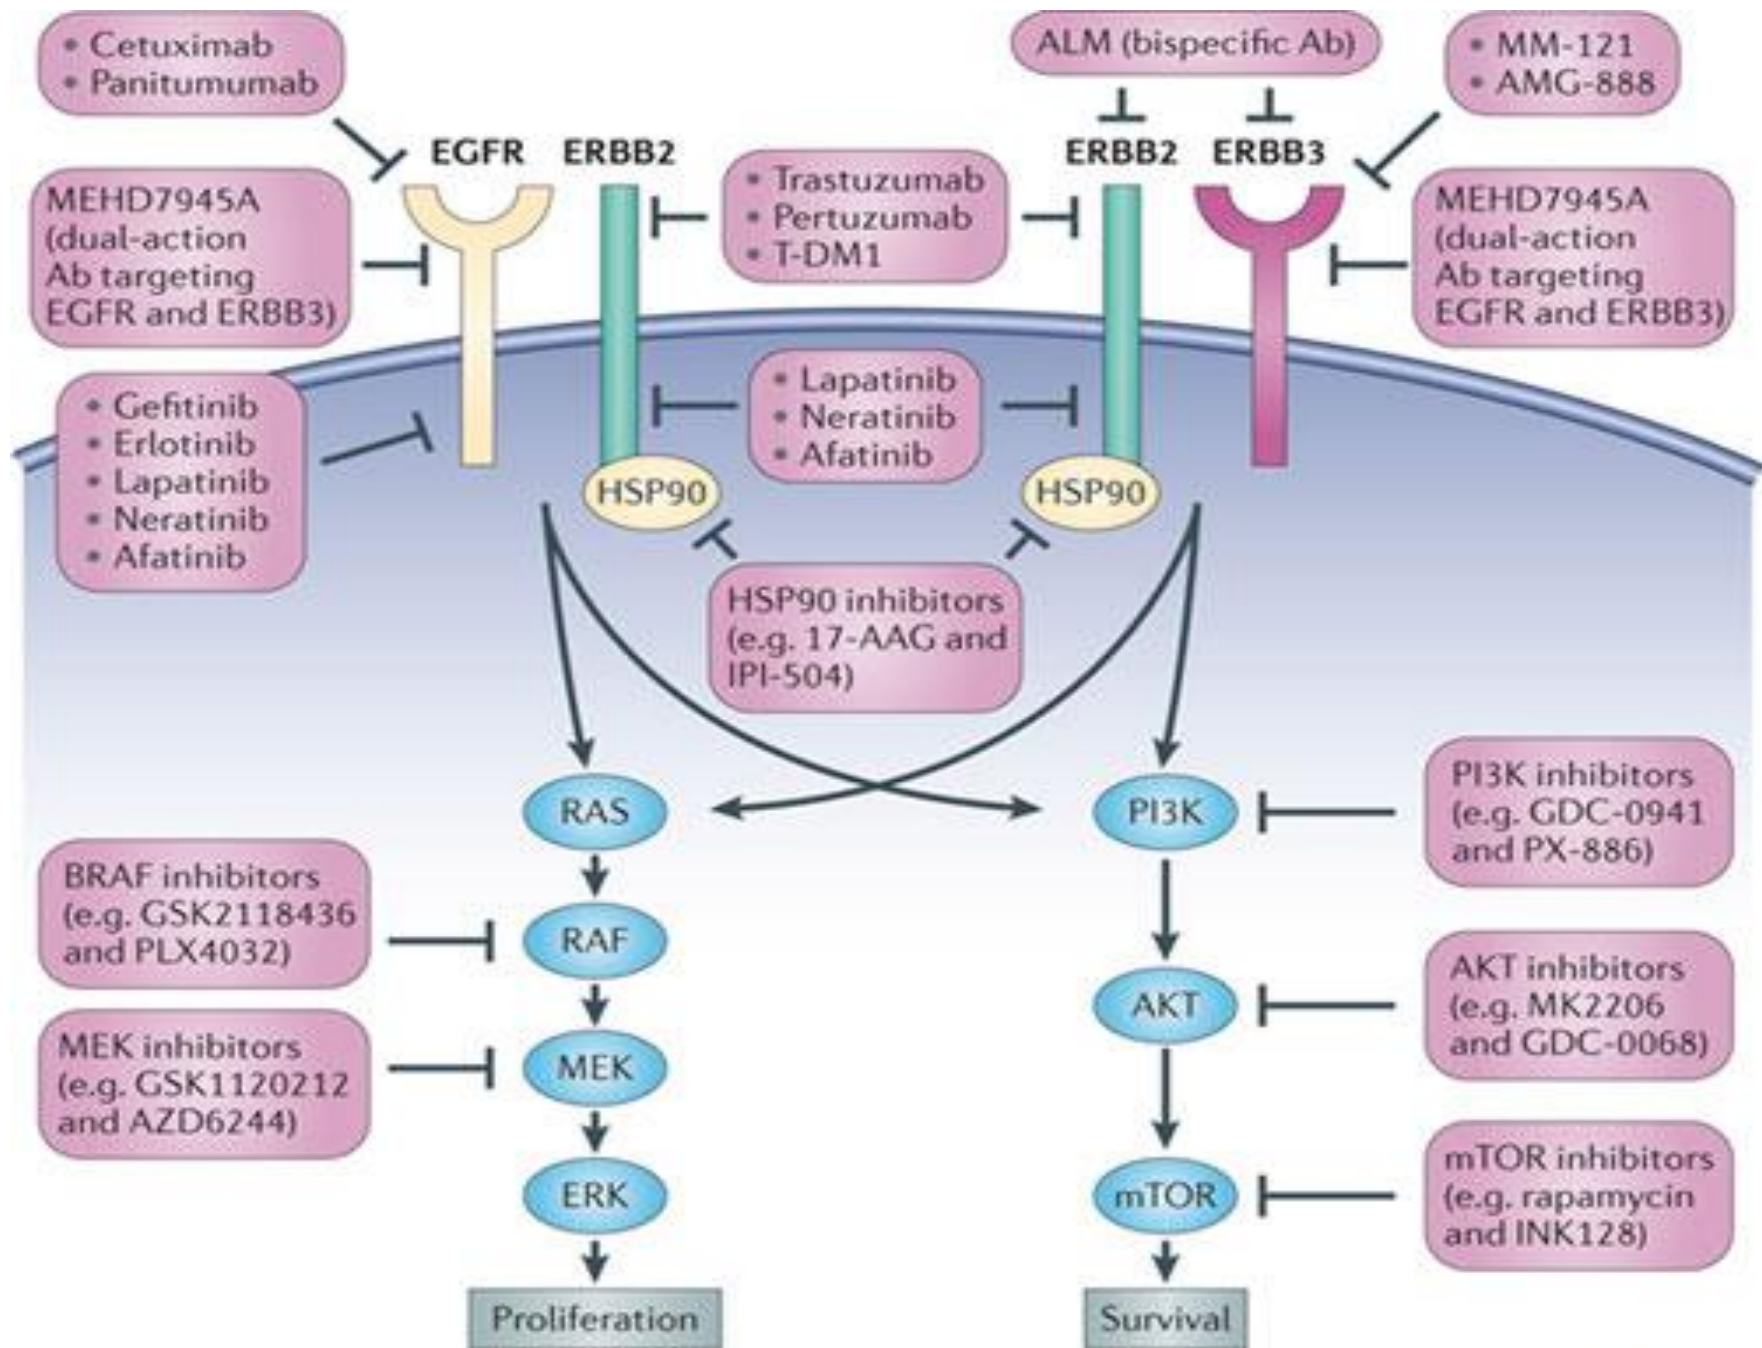 • Cetuximab
• Panitumumab
ALM (bispecific Ab)
• MM-121
• AMG-888
EGFR
ERBB2
ERBB2
ERBB3
MEHD7945A
(dual-action
Ab targeting
EGFR and ERBB3)
• Trastuzumab
• Pertuzumab
• T-DM1
MEHD7945A
(dual-action
Ab targeting
EGFR and ERBB3)
• Gefitinib
• Erlotinib
• Lapatinib
• Neratinib
• Afatinib
• Lapatinib
• Neratinib
• Afatinib
HSP90
HSP90
HSP90 inhibitors
(e.g. 17-AAG and
IPI-504)
RAS
PI3K
PI3K inhibitors
(e.g. GDC-0941
and PX-886)
BRAF inhibitors
(e.g. GSK2118436
and PLX4032)
RAF
AKT
AKT inhibitors
(e.g. MK2206
and GDC-0068)
MEK inhibitors
(e.g. GSK1120212
and AZD6244)
MEK
ERK
mTOR
mTOR inhibitors
(e.g. rapamycin
and INK128)
Proliferation
Survival